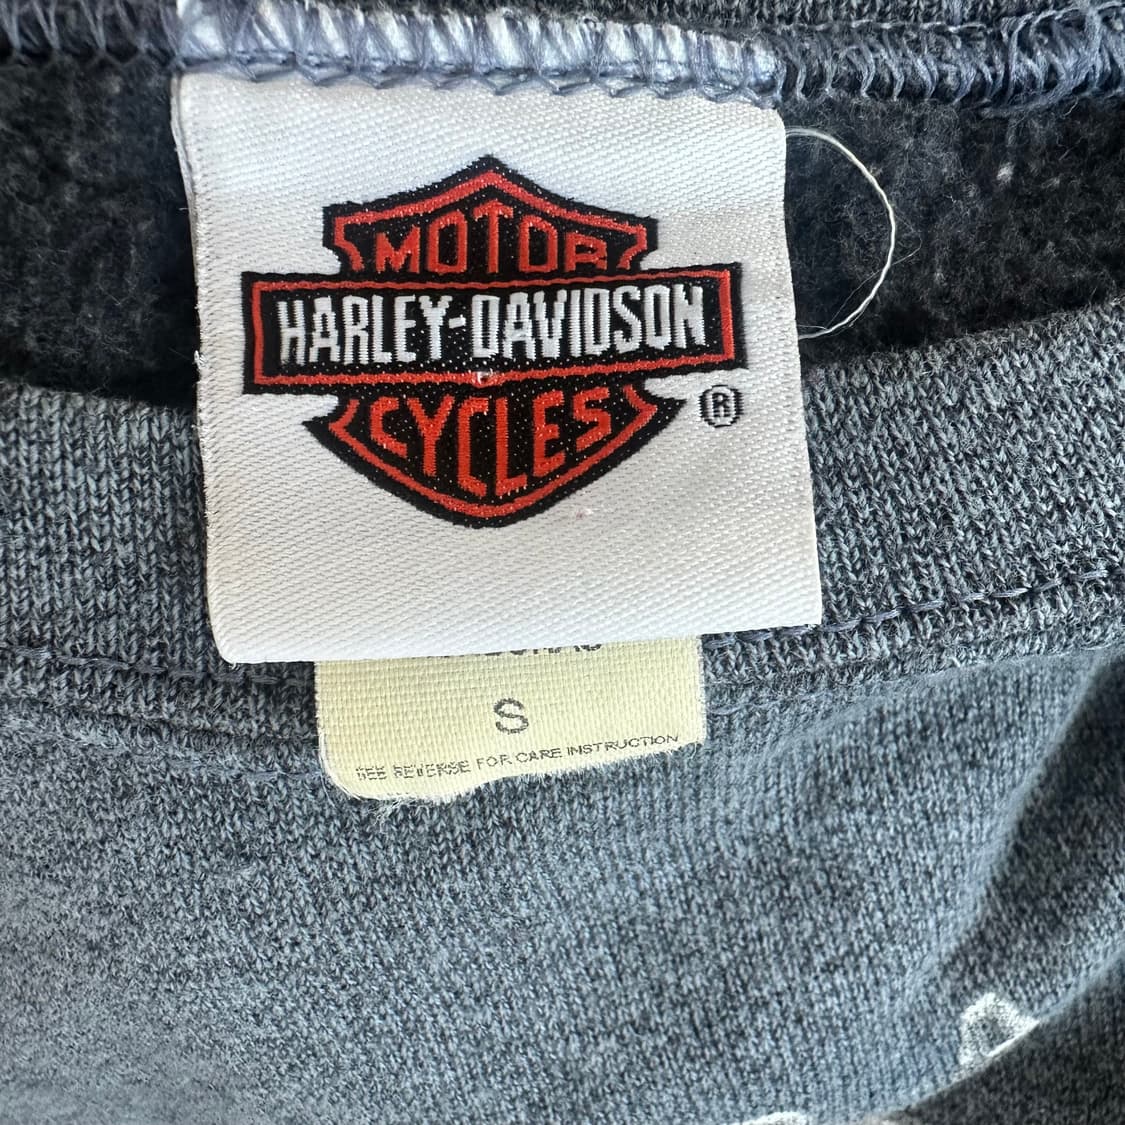 MOTOR
HARLEY-DAVIDSON
CYCLES
®
S
SEE REVERSE FOR CARE INSTRUCTION